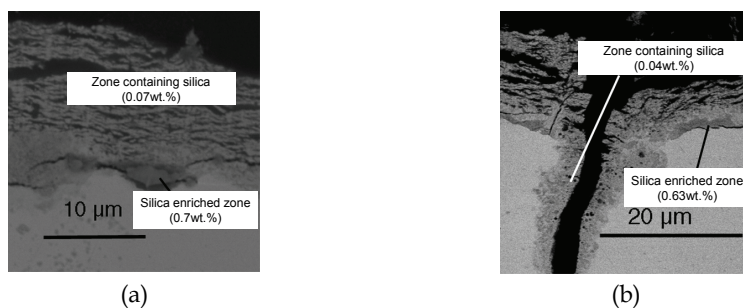 Zone containing silica
(0.07wt.%)
Silica enriched zone
(0.7wt.%)
10 μm
(a)
Zone containing silica
(0.04wt.%)
Silica enriched zone
(0.63wt.%)
20 μm
(b)